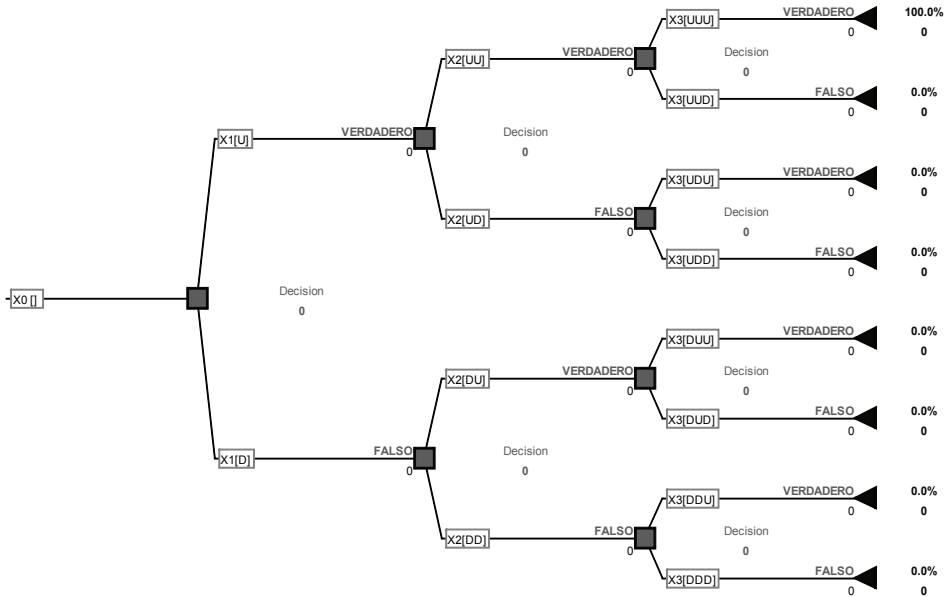 X3[UUU] VERDADERO 100.0%
0 0
X2[UU] VERDADERO Decision
0 0
X3[UUD] FALSO 0.0%
0 0
X1[U] VERDADERO Decision
0 0
X3[UDU] VERDADERO 0.0%
0 0
X2[UD] FALSO Decision
0 0
X3[UDD] FALSO 0.0%
0 0
X0 [] Decision
0
X3[DUU] VERDADERO 0.0%
0 0
X2[DU] VERDADERO Decision
0 0
X3[DUD] FALSO 0.0%
0 0
X1[D] FALSO Decision
0 0
X3[DDU] VERDADERO 0.0%
0 0
X2[DD] FALSO Decision
0 0
X3[DDD] FALSO 0.0%
0 0